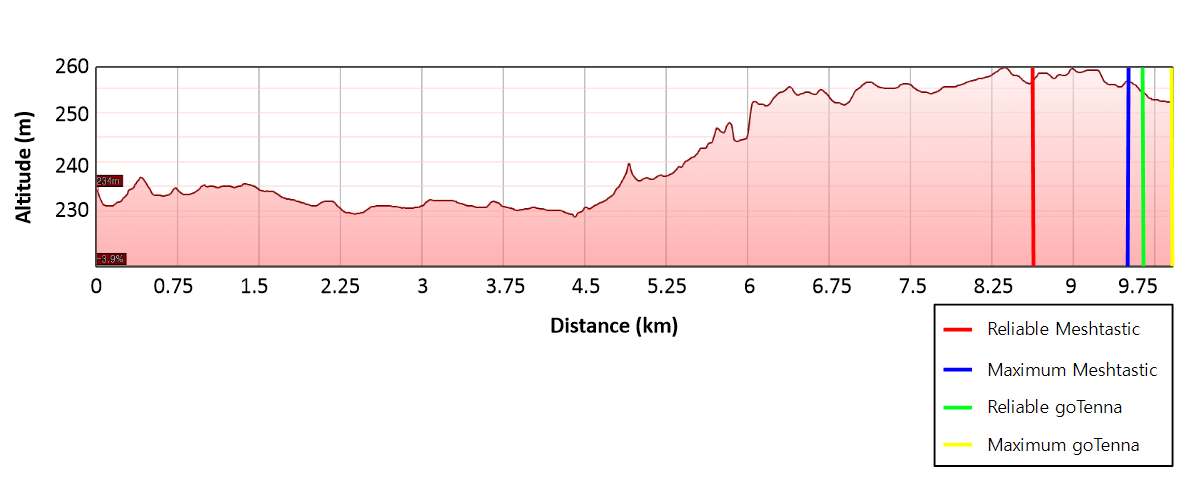 260
250
240
230
Altitude (m)
234m
-3.9%
0 0.75 1.5 2.25 3 3.75 4.5 5.25 6 6.75 7.5 8.25 9 9.75
Distance (km)
Reliable Meshtastic
Maximum Meshtastic
Reliable goTenna
Maximum goTenna